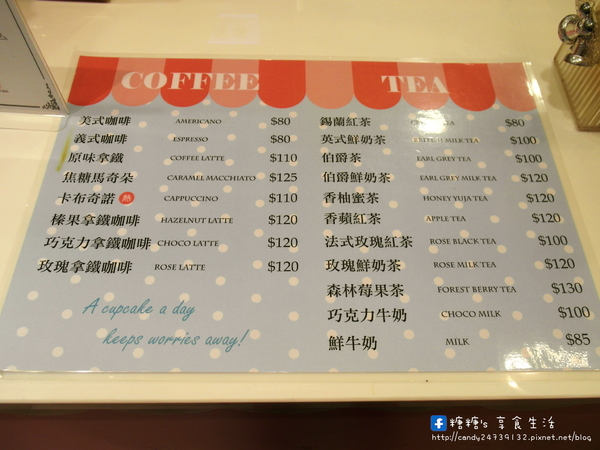 COFFEE
美式咖啡 AMERICANO $80
義式咖啡 ESPRESSO $80
原味拿鐵 COFFEE LATTE $110
焦糖馬奇朵 CARAMEL MACCHIATO $125
卡布奇諾 熱 CAPPUCCINO $110
榛果拿鐵咖啡 HAZELNUT LATTE $120
巧克力拿鐵咖啡 CHOCO LATTE $120
玫瑰拿鐵咖啡 ROSE LATTE $120
A cupcake a day
keeps worries away!
TEA
錫蘭紅茶 TEA $80
英式鮮奶茶 BRITISH MILK TEA $100
伯爵茶 EARL GREY TEA $100
伯爵鮮奶茶 EARL GREY MILK TEA $120
香柚蜜茶 HONEY YUJA TEA $120
香蘋紅茶 APPLE TEA $120
法式玫瑰紅茶 ROSE BLACK TEA $100
玫瑰鮮奶茶 ROSE MILK TEA $120
森林莓果茶 FOREST BERRY TEA $130
巧克力牛奶 CHOCO MILK $100
鮮牛奶 MILK $85
糖糖's 享食生活
http://candy24739132.pixnet.net/blog